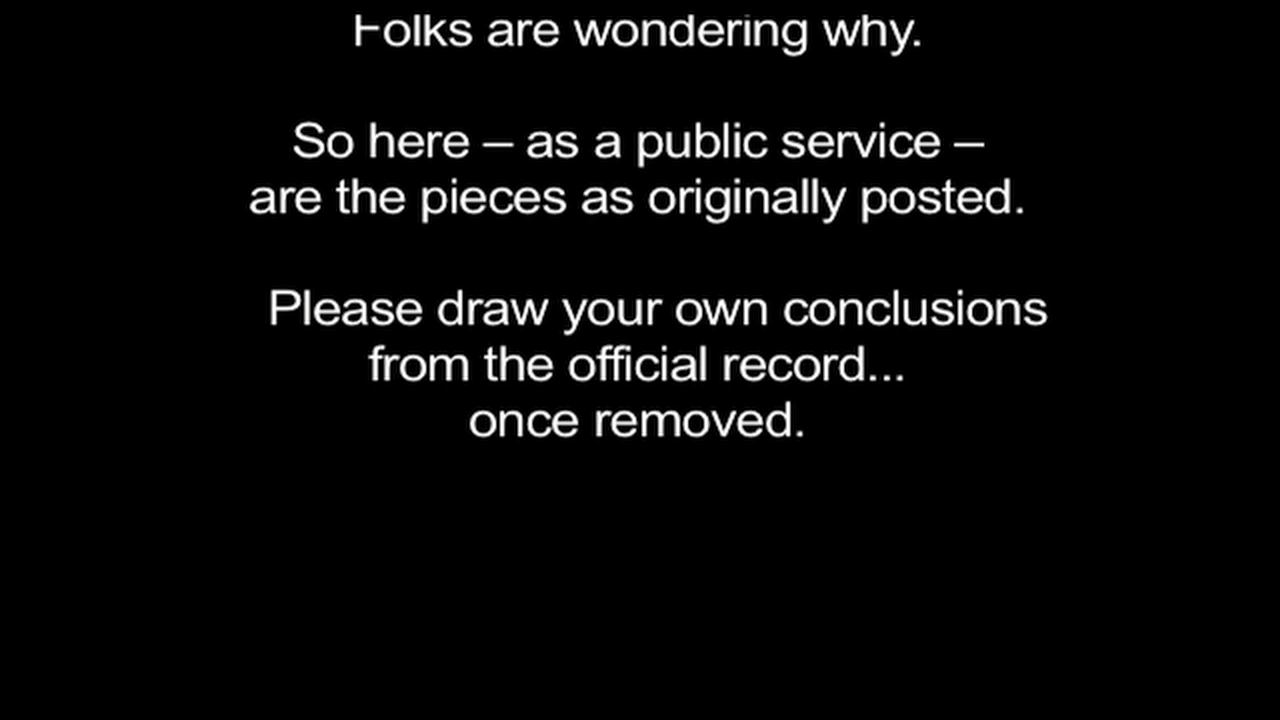 Folks are wondering why.
So here – as a public service –
are the pieces as originally posted.
Please draw your own conclusions
from the official record...
once removed.